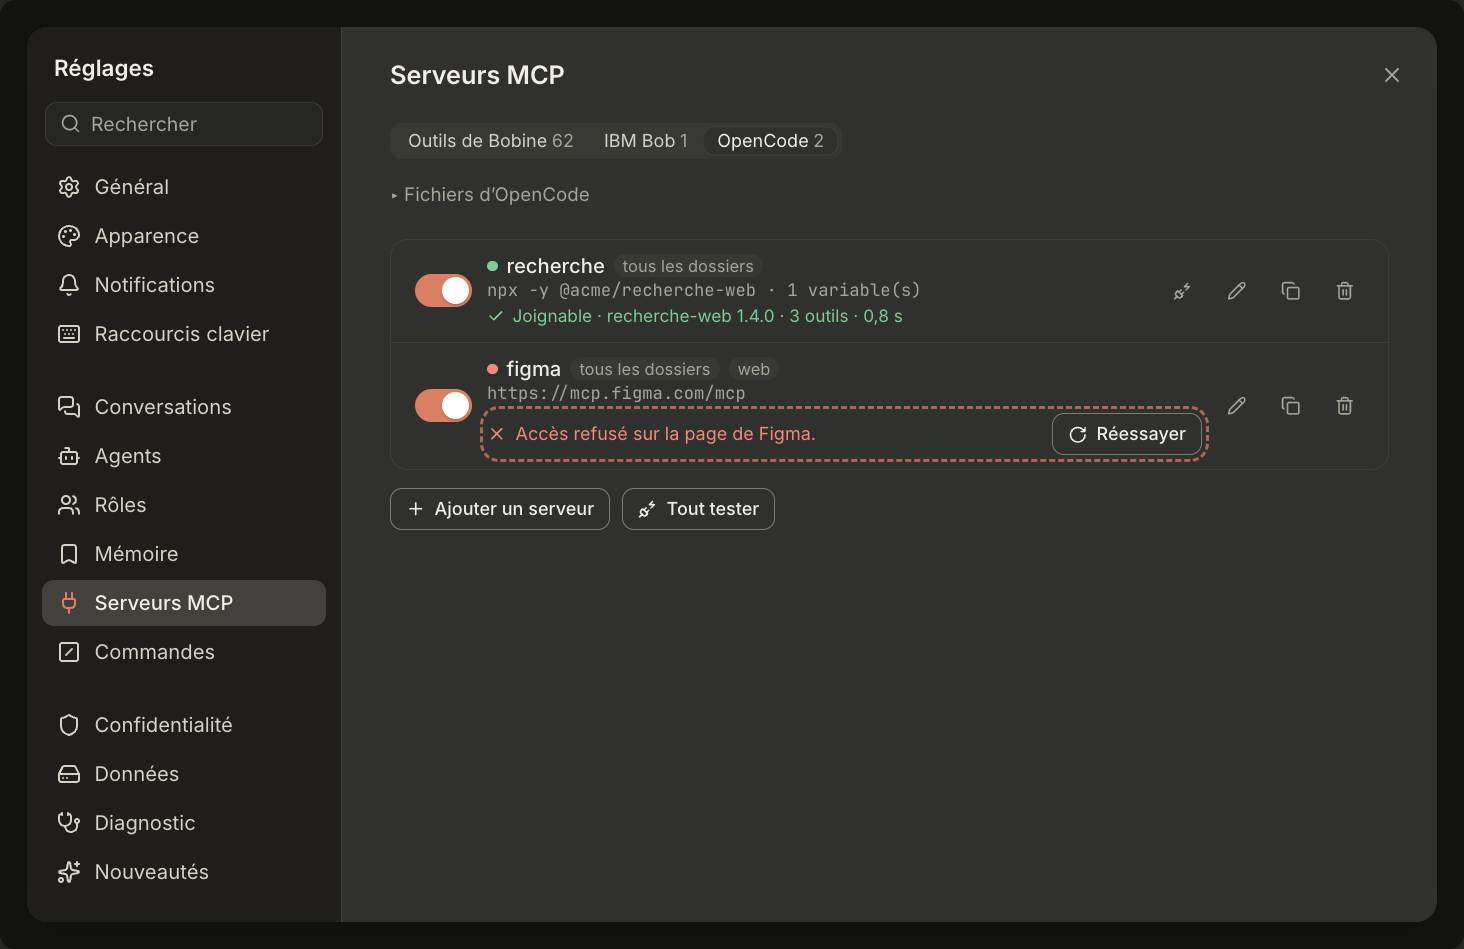 Réglages
Rechercher
Général
Apparence
Notifications
Raccourcis clavier
Conversations
Agents
Rôles
Mémoire
Serveurs MCP
Commandes
Confidentialité
Données
Diagnostic
Nouveautés
Serveurs MCP
Outils de Bobine 62 IBM Bob 1 OpenCode 2
Fichiers d’OpenCode
recherche tous les dossiers
npx -y @acme/recherche-web · 1 variable(s)
Joignable · recherche-web 1.4.0 · 3 outils · 0,8 s
figma tous les dossiers web
https://mcp.figma.com/mcp
Accès refusé sur la page de Figma. Réessayer
Ajouter un serveur Tout tester